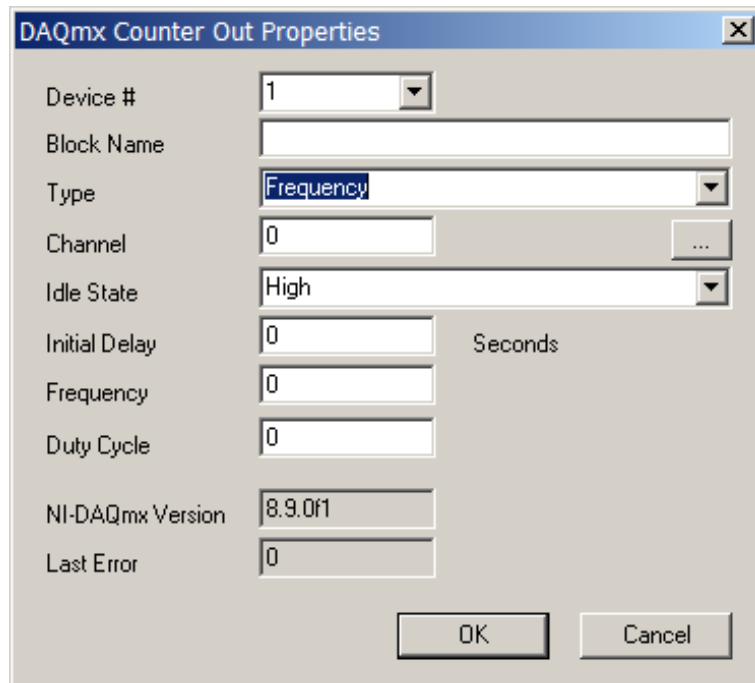 DAQmx Counter Out Properties
Device # 1
Block Name
Type Frequency
Channel 0 ...
Idle State High
Initial Delay 0 Seconds
Frequency 0
Duty Cycle 0
NI-DAQmx Version 8.9.0f1
Last Error 0
OK Cancel